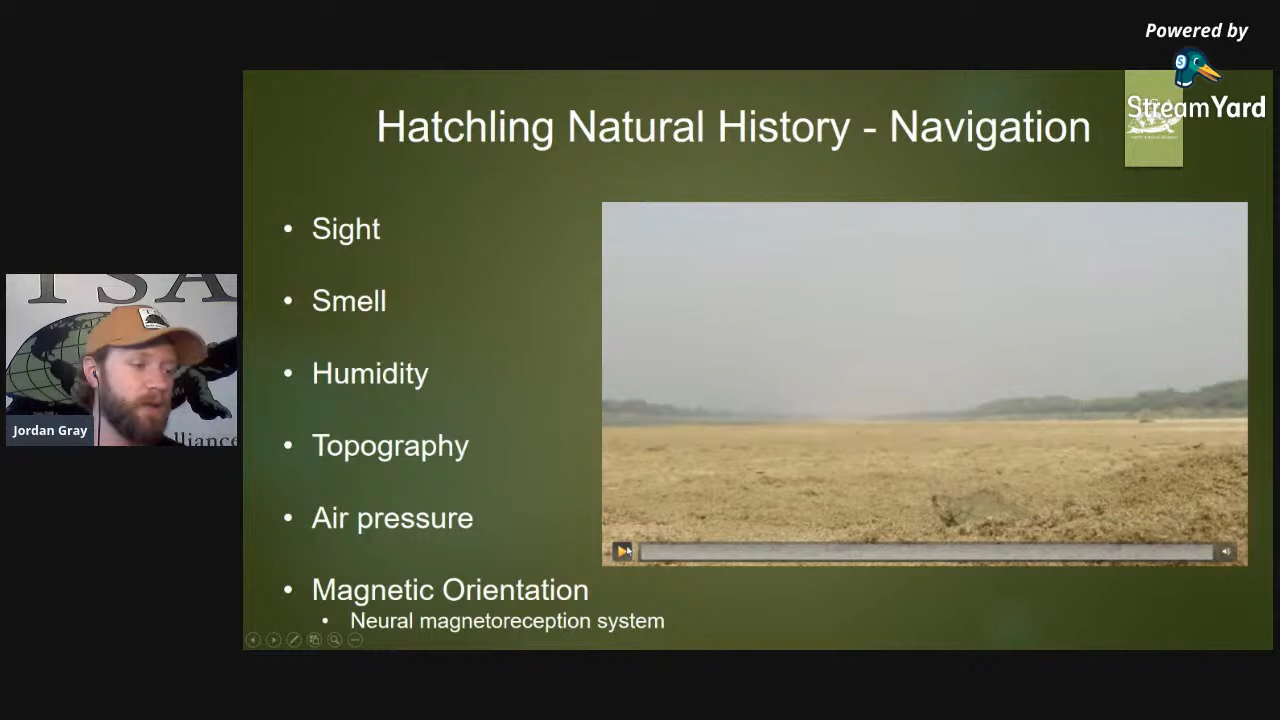 Powered by
StreamYard
Hatchling Natural History - Navigation
• Sight
• Smell
• Humidity
• Topography
• Air pressure
• Magnetic Orientation
• Neural magnetoreception system
TSA
Jordan Gray
lliance